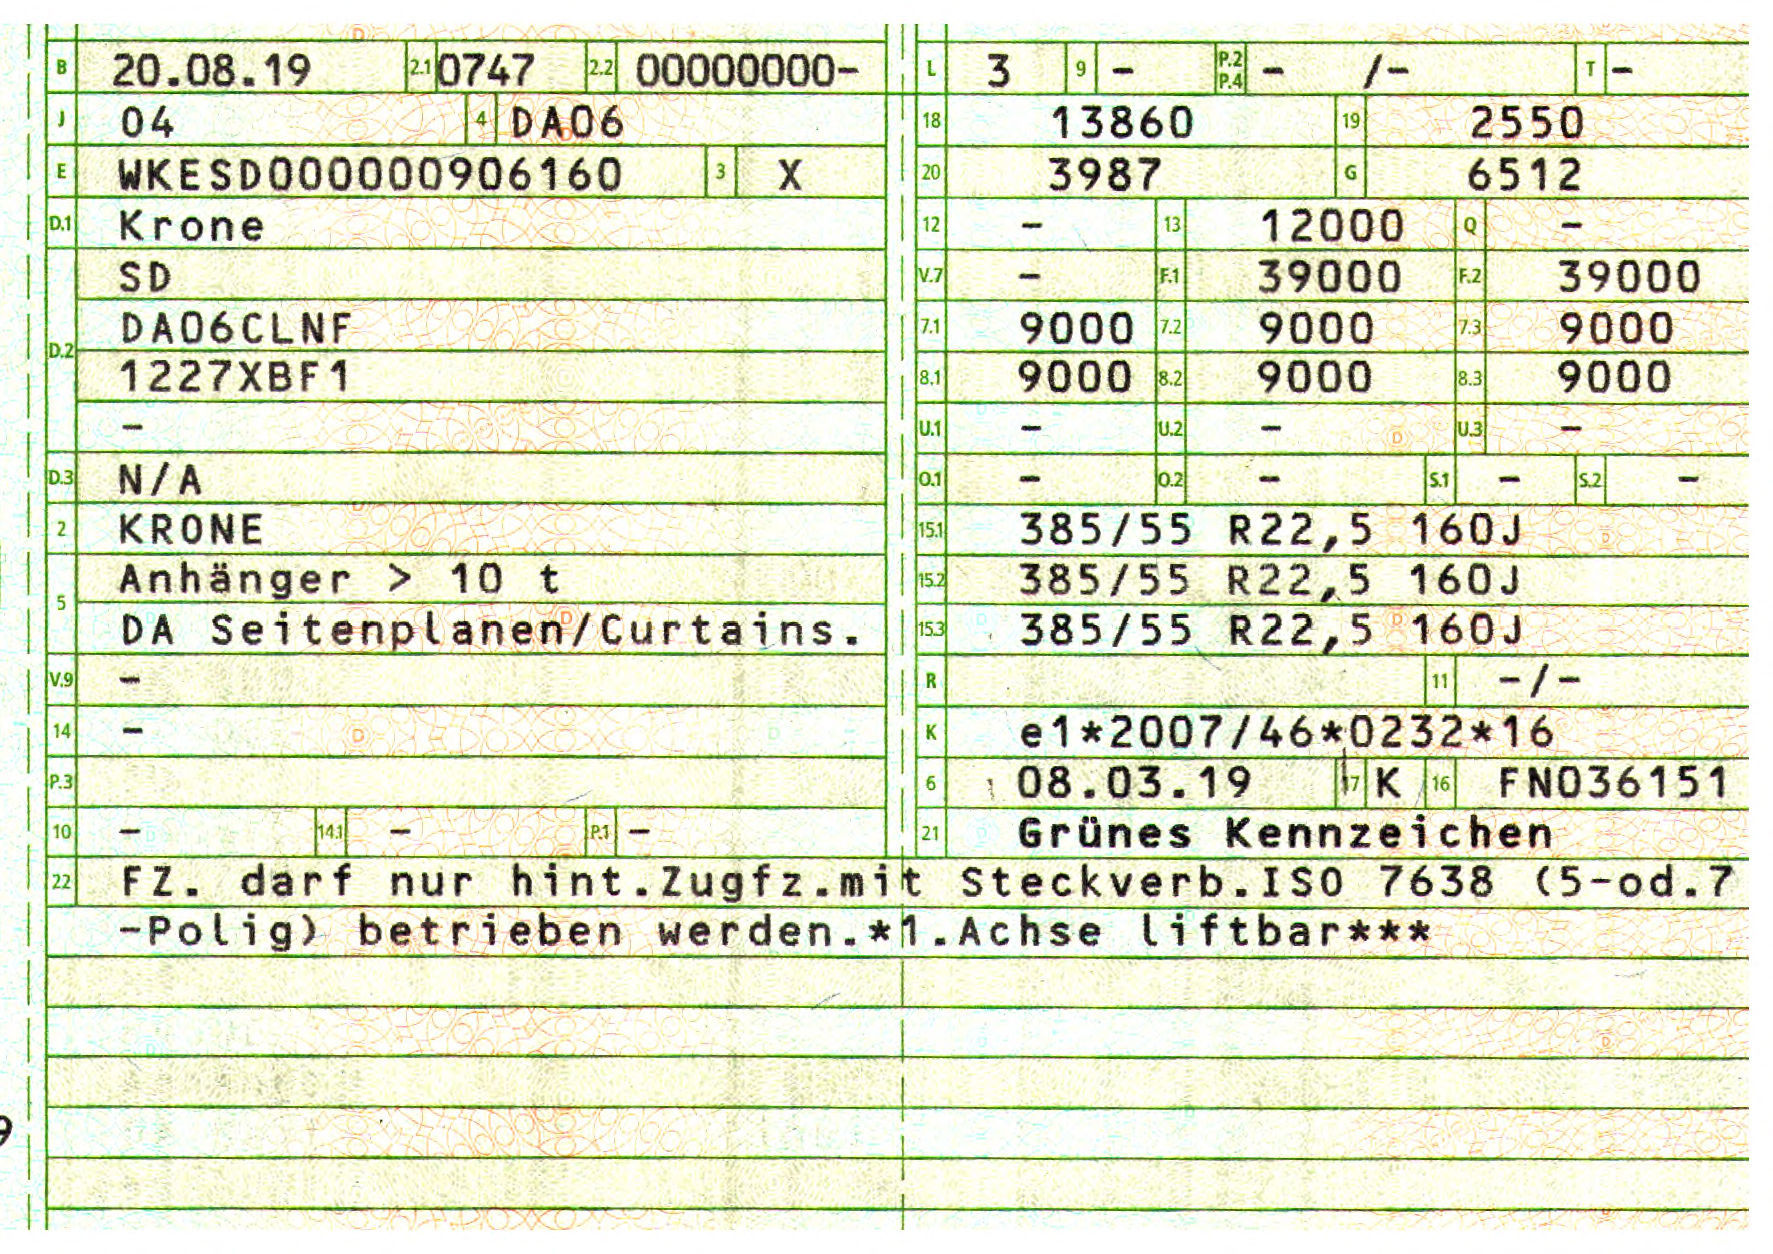 B 20.08.19 2.1 0747 2.2 00000000- L 3 9 - P.2 P.4 - /- T -
J 04 4 DA06 18 13860 19 2550
E WKESD0000000906160 3 X 20 3987 G 6512
D.1 Krone 12 - 13 12000 Q -
SD V.7 - F.1 39000 F.2 39000
D.2 DA06CLNF 7.1 9000 7.2 9000 7.3 9000
1227XBF1 8.1 9000 8.2 9000 8.3 9000
- U.1 - U.2 - U.3 -
D.3 N/A O.1 - O.2 - S.1 - S.2 -
2 KRONE 15.1 385/55 R22,5 160J
5 Anhänger > 10 t 15.2 385/55 R22,5 160J
DA Seitenplanen/Curtains. 15.3 385/55 R22,5 160J
V.9 - R 11 -/-
14 - K e1*2007/46*0232*16
P.3 6 08.03.19 17 K 16 FN036151
10 - 14.1 - P.1 - 21 Grünes Kennzeichen
22 FZ. darf nur hint.Zugfz.mit Steckverb.ISO 7638 (5-od.7
-Polig) betrieben werden.*1.Achse liftbar***
9